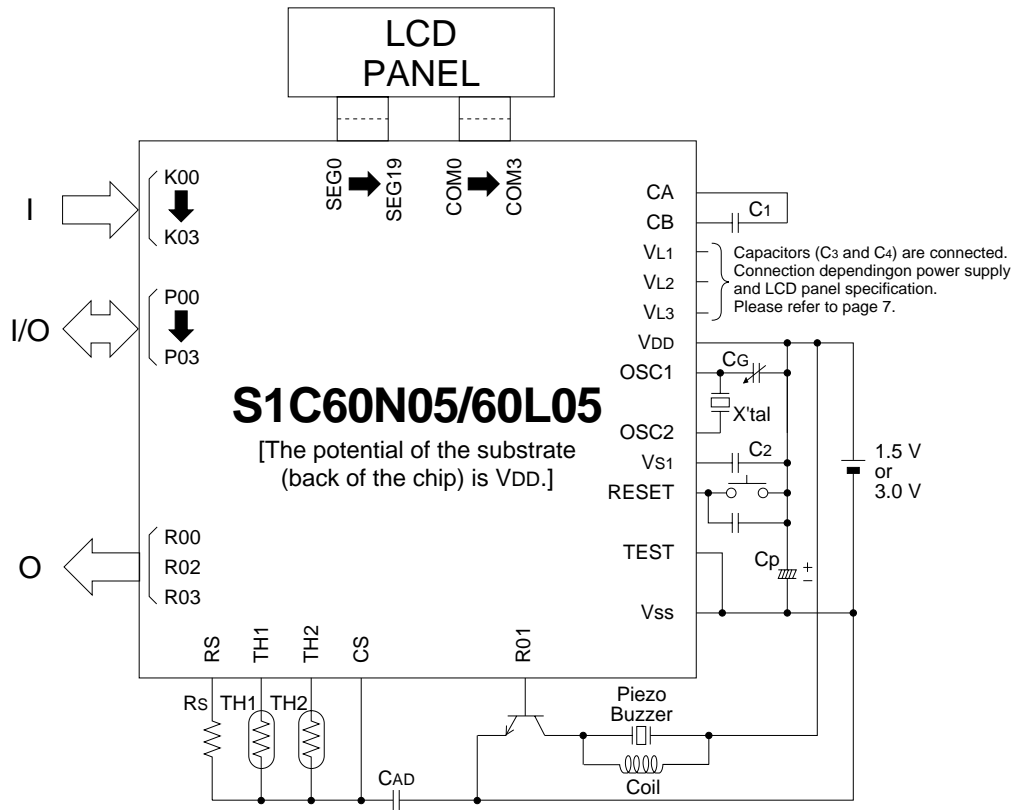 LCD
PANEL
SEG0
SEG19
COM0
COM3
I
K00
K03
I/O
P00
P03
O
R00
R02
R03
S1C60N05/60L05
[The potential of the substrate
(back of the chip) is VDD.]
CA
CB
C1
VL1
VL2
VL3
Capacitors (C3 and C4) are connected.
Connection dependingon power supply
and LCD panel specification.
Please refer to page 7.
VDD
OSC1
CG
X'tal
OSC2
VS1
C2
RESET
TEST
Cp
+
–
Vss
1.5 V
or
3.0 V
RS
TH1
TH2
CS
R01
Rs
TH1
TH2
CAD
Piezo
Buzzer
Coil